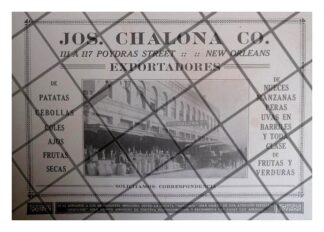 JOS. CHALONA CO.
111 A 117 POYDRAS STREET :: :: NEW ORLEANS
EXPORTADORES
DE
PATATAS
CEBOLLAS
COLES
AJOS
FRUTAS
SECAS
DE
NUECES
MANZANAS
PERAS
UVAS EN
BARRILES
Y TODA
CLASE
DE
FRUTAS Y
VERDURAS
SOLICITAMOS CORRESPONDENCIA